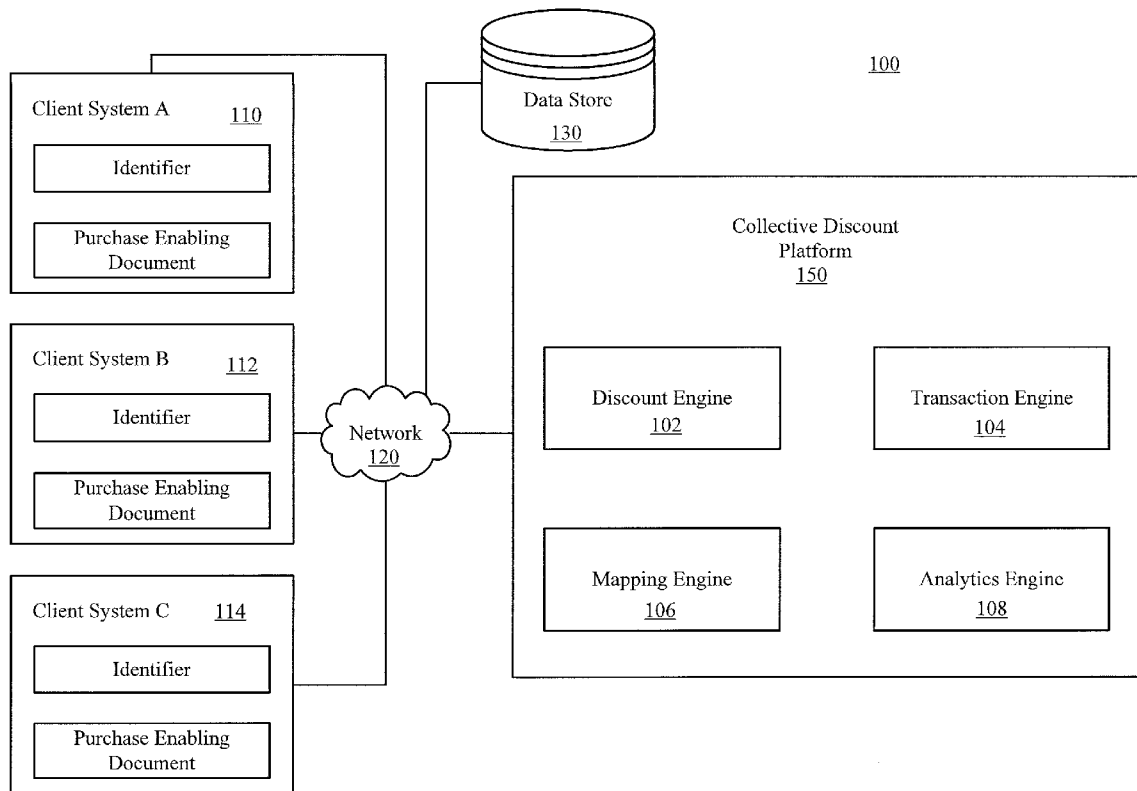 100
Data Store
130
Client System A
110
Identifier
Purchase Enabling
Document
Client System B
112
Identifier
Purchase Enabling
Document
Client System C
114
Identifier
Purchase Enabling
Document
Network
120
Collective Discount
Platform
150
Discount Engine
102
Transaction Engine
104
Mapping Engine
106
Analytics Engine
108